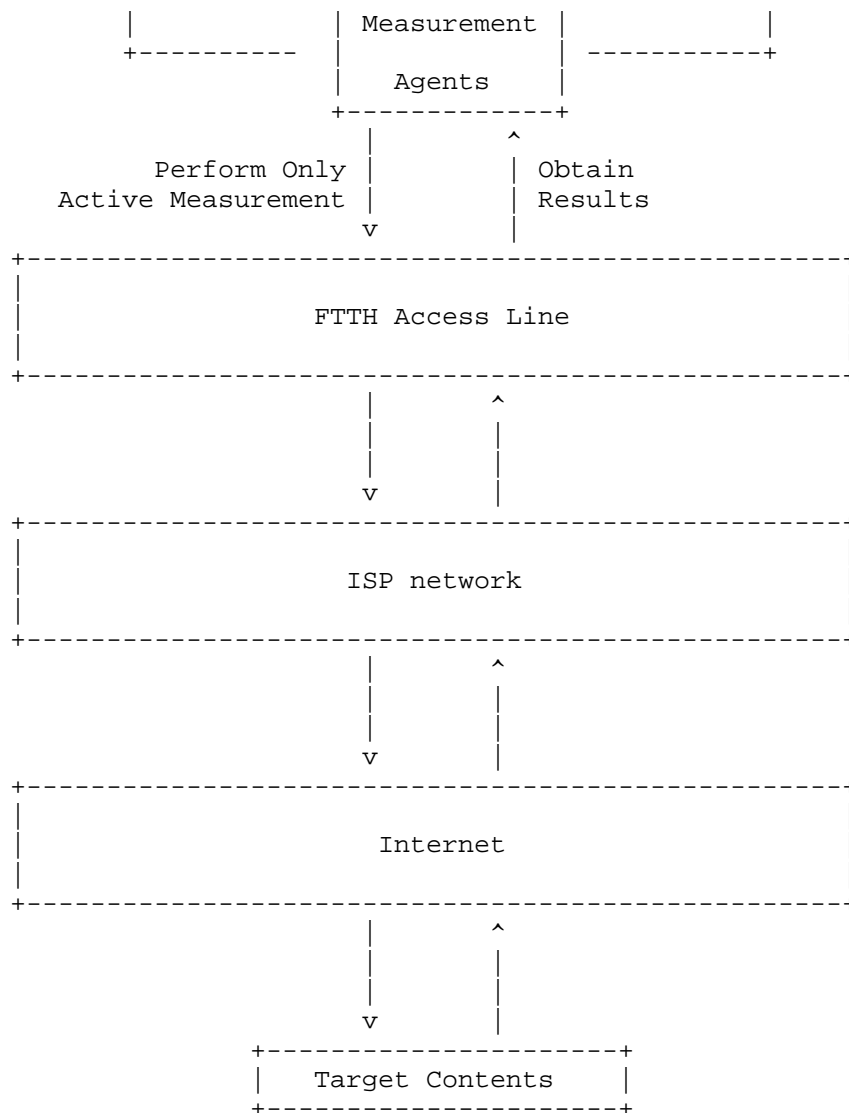 Measurement
Agents
Perform Only
Active Measurement
Obtain
Results
FTTH Access Line
ISP network
Internet
Target Contents